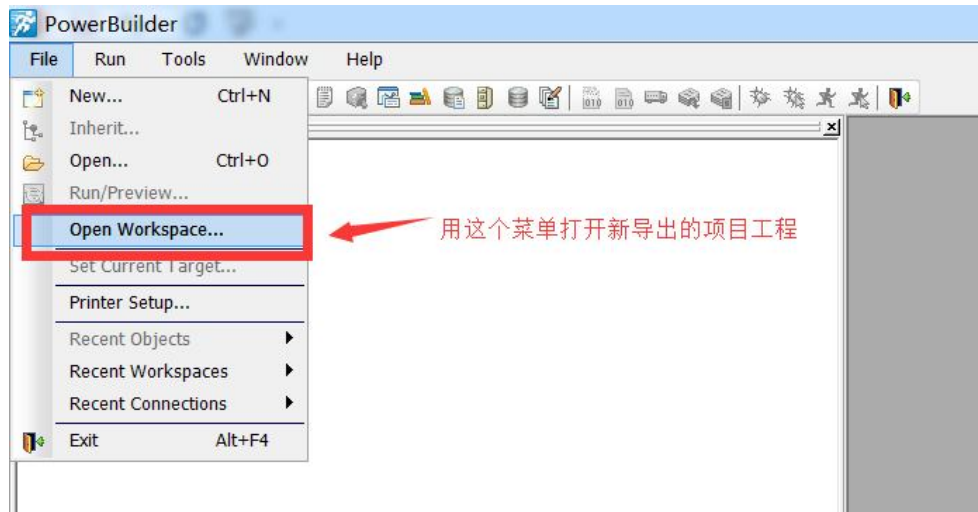 PowerBuilder
File Run Tools Window Help
New... Ctrl+N
Inherit...
Open... Ctrl+O
Run/Preview...
Open Workspace...
用这个菜单打开新导出的项目工程
Set Current Target...
Printer Setup...
Recent Objects
Recent Workspaces
Recent Connections
Exit Alt+F4